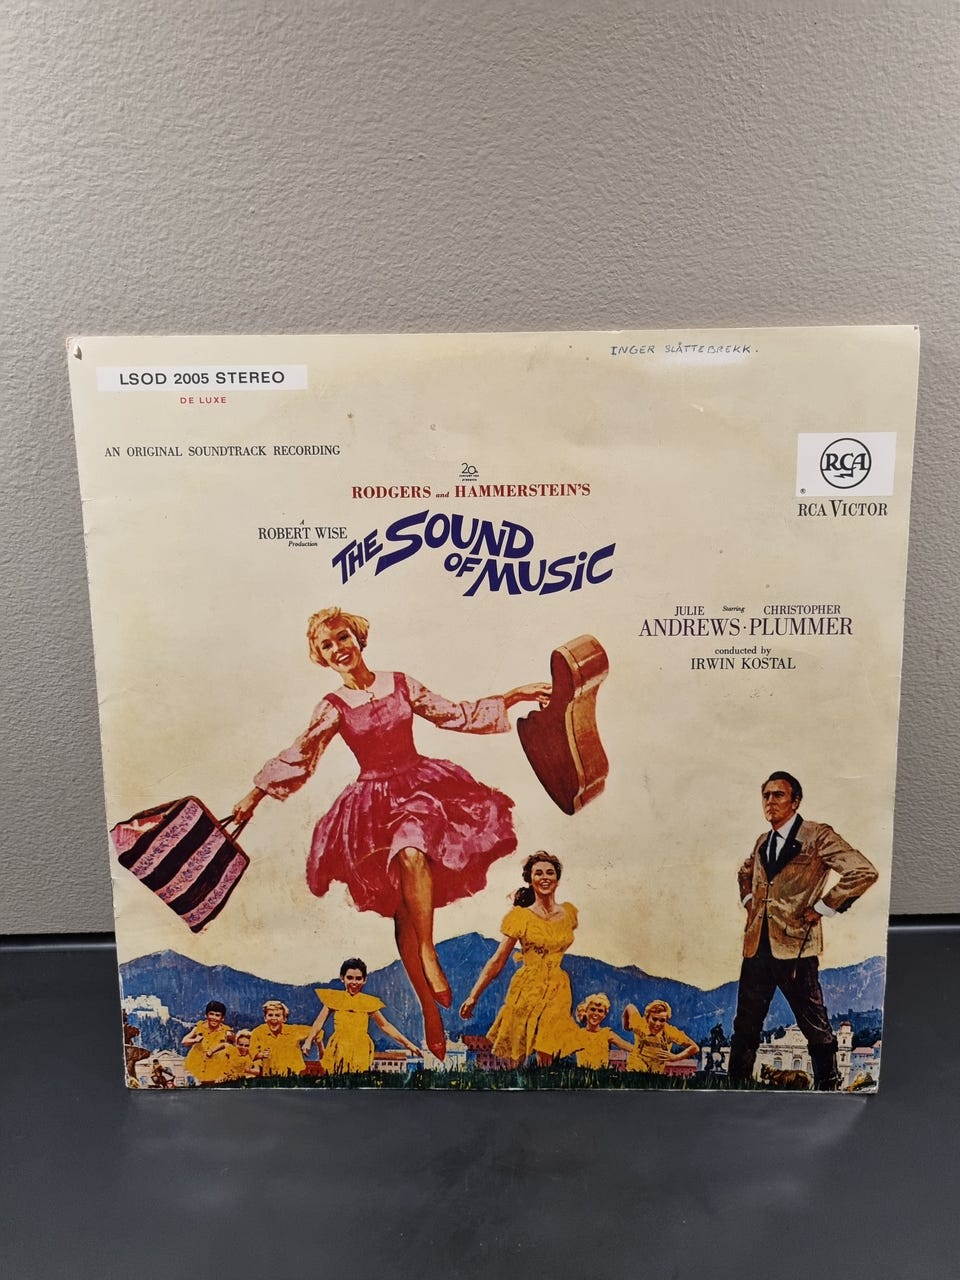 INGER SLÅTTEBREKK.
LSOD 2005 STEREO
DE LUXE
AN ORIGINAL SOUNDTRACK RECORDING
RCA
®
RCA VICTOR
20th
presents
RODGERS and HAMMERSTEIN'S
A
ROBERT WISE
Production
THE SOUND
OF MUSIC
JULIE Starring CHRISTOPHER
ANDREWS · PLUMMER
conducted by
IRWIN KOSTAL